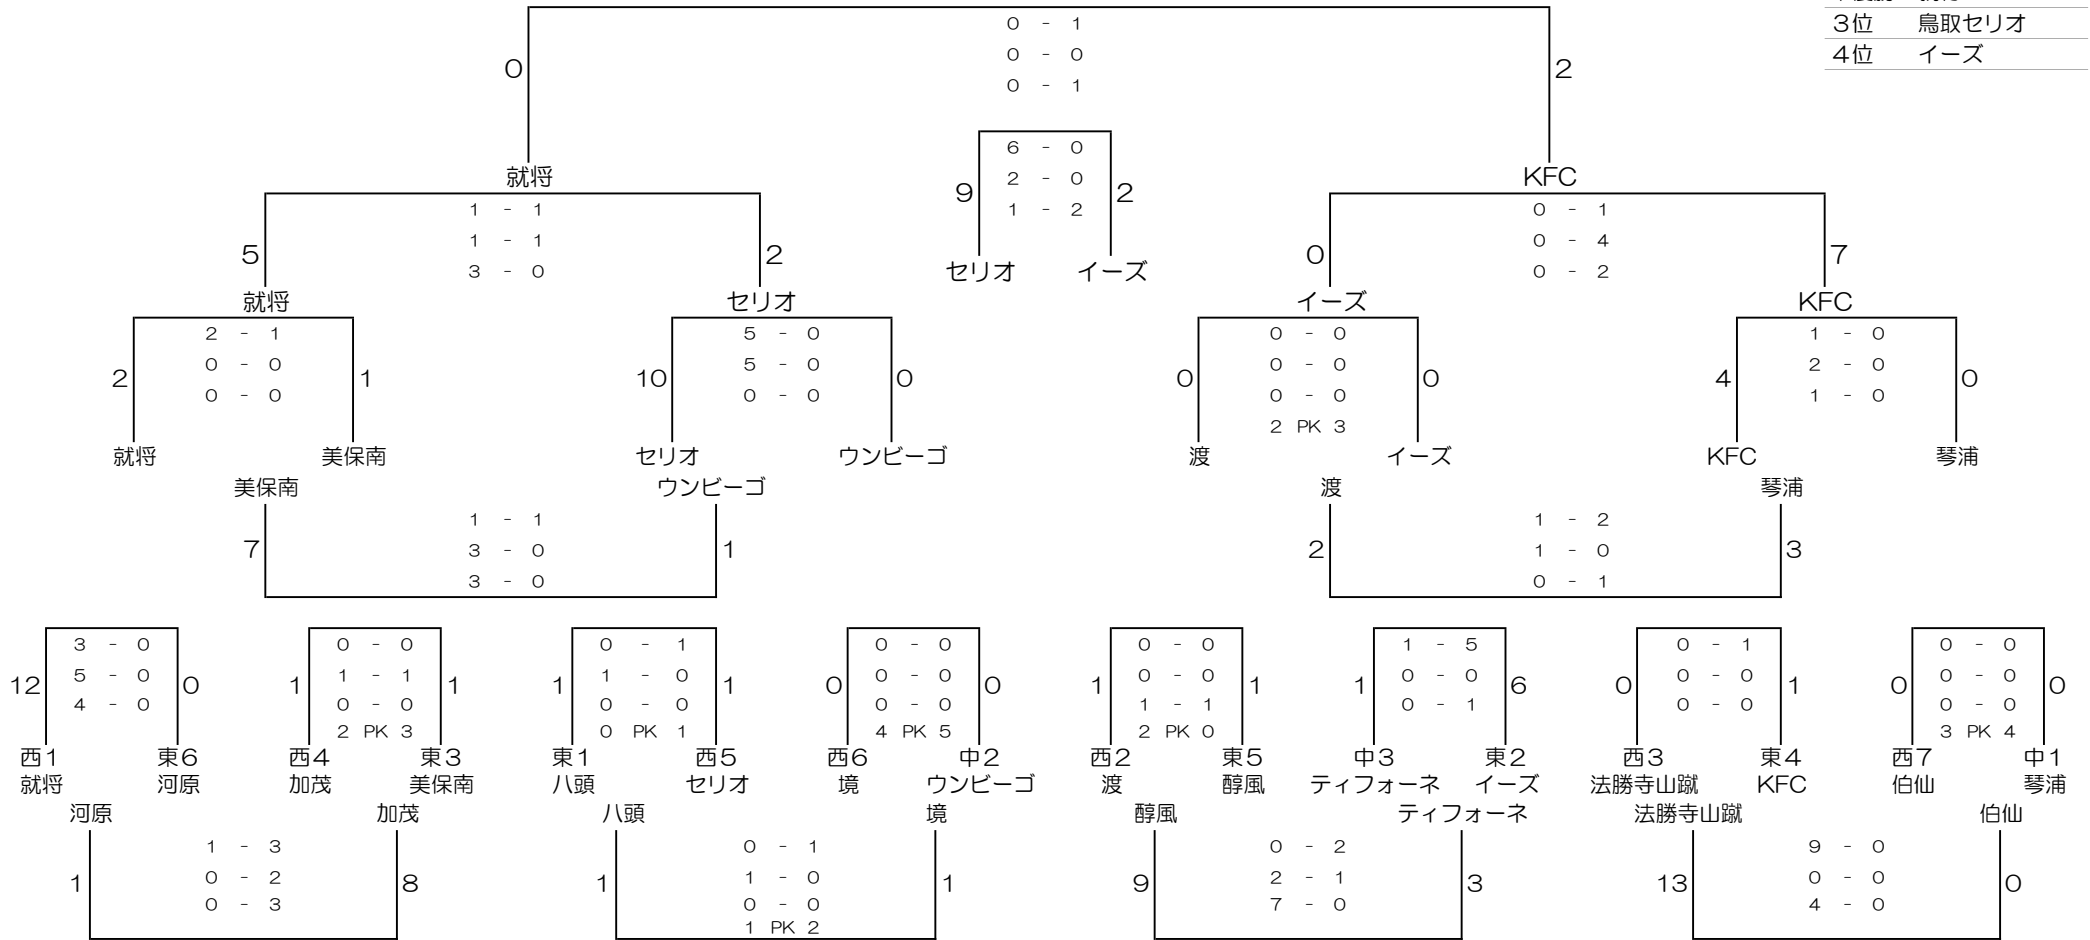 0 - 1
3位 鳥取セリオ
0 - 0
4位 イーズ
0 2
0 - 1
6 - 0
就将 KFC
2 - 0
9 2
1 - 1 1 - 2 0 - 1
1 - 1 0 - 4
5 2 0 7
3 - 0 セリオ イーズ 0 - 2
就将 セリオ イーズ KFC
2 - 1 5 - 0 0 - 0 1 - 0
0 - 0 5 - 0 0 - 0 2 - 0
2 1 10 0 0 0 4 0
0 - 0 0 - 0 0 - 0 1 - 0
2 PK 3
就将 美保南 セリオ ウンビーゴ 渡 イーズ KFC 琴浦
美保南 ウンビーゴ 渡 琴浦
1 - 1 1 - 2
7 3 - 0 1 2 1 - 0 3
3 - 0 0 - 1
3 - 0 0 - 0 0 - 1 0 - 0 0 - 0 1 - 5 0 - 1 0 - 0
5 - 0 1 - 1 1 - 0 0 - 0 0 - 0 0 - 0 0 - 0 0 - 0
12 0 1 1 1 1 0 0 1 1 1 6 0 1 0 0
4 - 0 0 - 0 0 - 0 0 - 0 1 - 1 0 - 1 0 - 0 0 - 0
2 PK 3 0 PK 1 4 PK 5 2 PK 0 3 PK 4
西1 東6 西4 東3 東1 西5 西6 中2 西2 東5 中3 東2 西3 東4 西7 中1
就将 河原 加茂 美保南 八頭 セリオ 境 ウンビーゴ 渡 醇風 ティフォーネ イーズ 法勝寺山蹴 KFC 伯仙 琴浦
河原 加茂 八頭 境 醇風 ティフォーネ 法勝寺山蹴 伯仙
1 - 3 0 - 1 0 - 2 9 - 0
1 0 - 2 8 1 1 - 0 1 9 2 - 1 3 13 0 - 0 0
0 - 3 0 - 0 7 - 0 4 - 0
1 PK 2